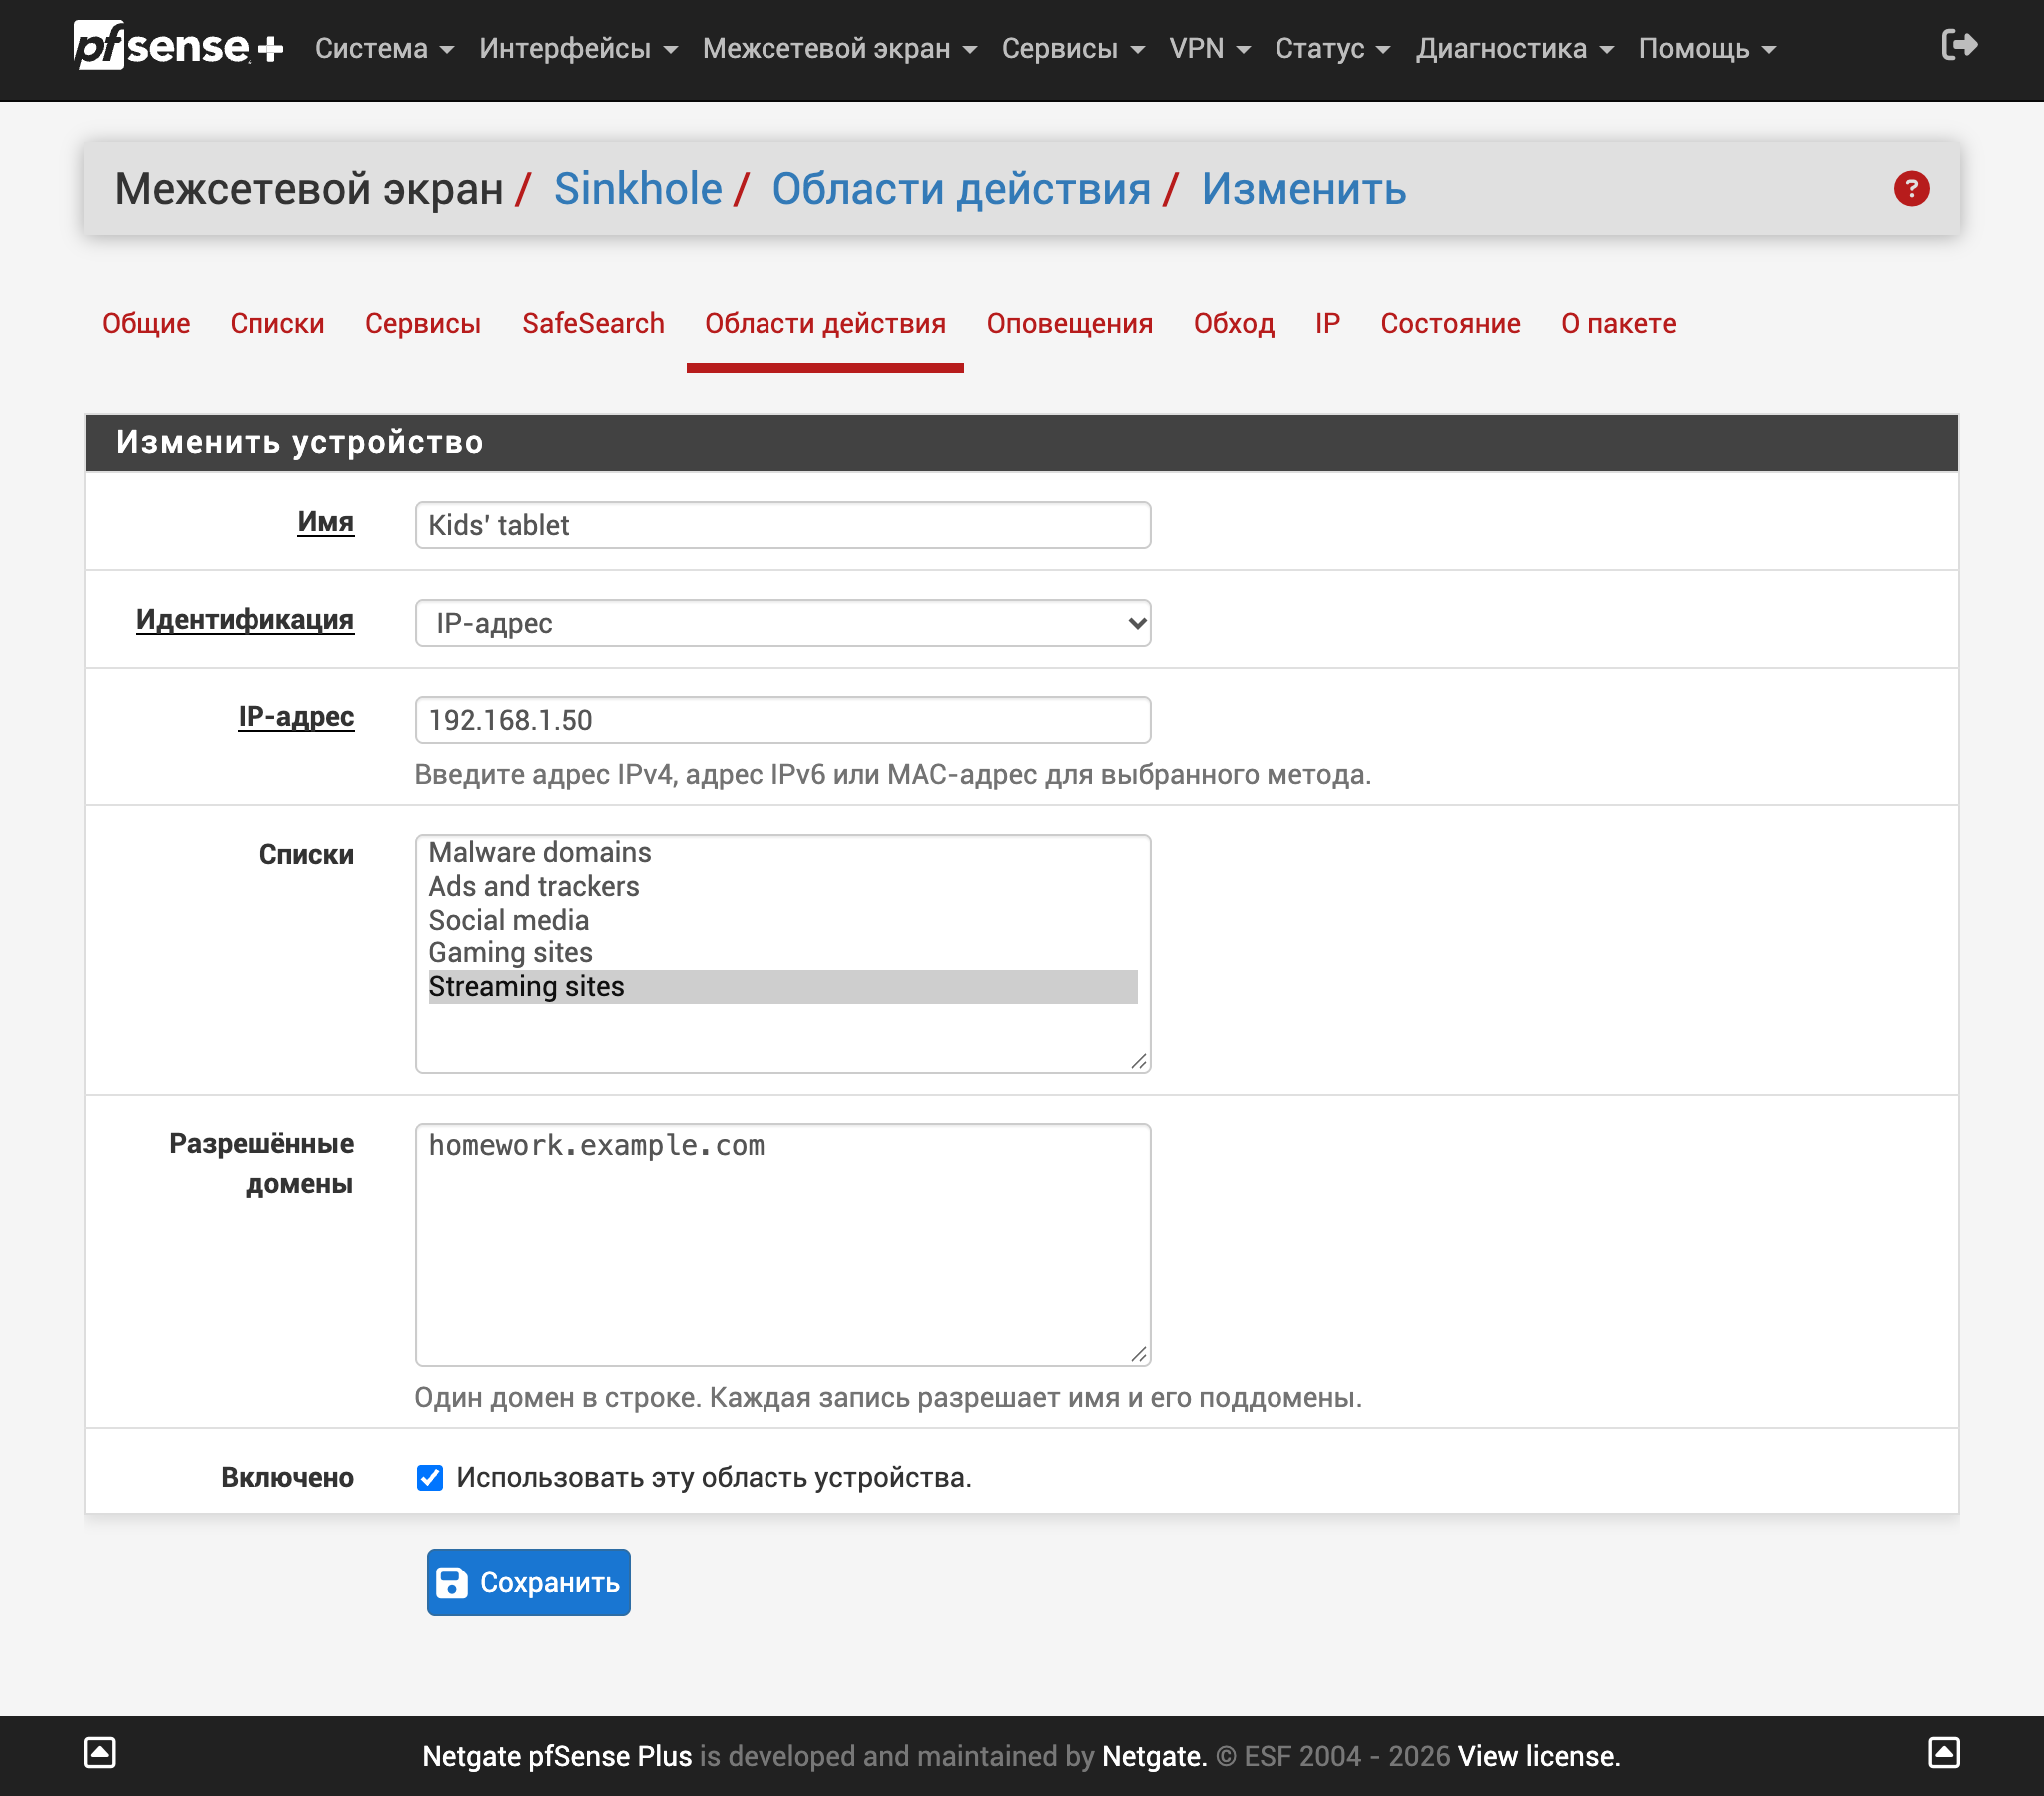 pfsense+ Система Интерфейсы Межсетевой экран Сервисы VPN Статус Диагностика Помощь
Межсетевой экран / Sinkhole / Области действия / Изменить ?
Общие Списки Сервисы SafeSearch Области действия Оповещения Обход IP Состояние О пакете
Изменить устройство
Имя Kids' tablet
Идентификация IP-адрес
IP-адрес 192.168.1.50
Введите адрес IPv4, адрес IPv6 или MAC-адрес для выбранного метода.
Списки Malware domains
Ads and trackers
Social media
Gaming sites
Streaming sites
Разрешённые homework.example.com
домены
Один домен в строке. Каждая запись разрешает имя и его поддомены.
Включено Использовать эту область устройства.
Сохранить
Netgate pfSense Plus is developed and maintained by Netgate. © ESF 2004 - 2026 View license.